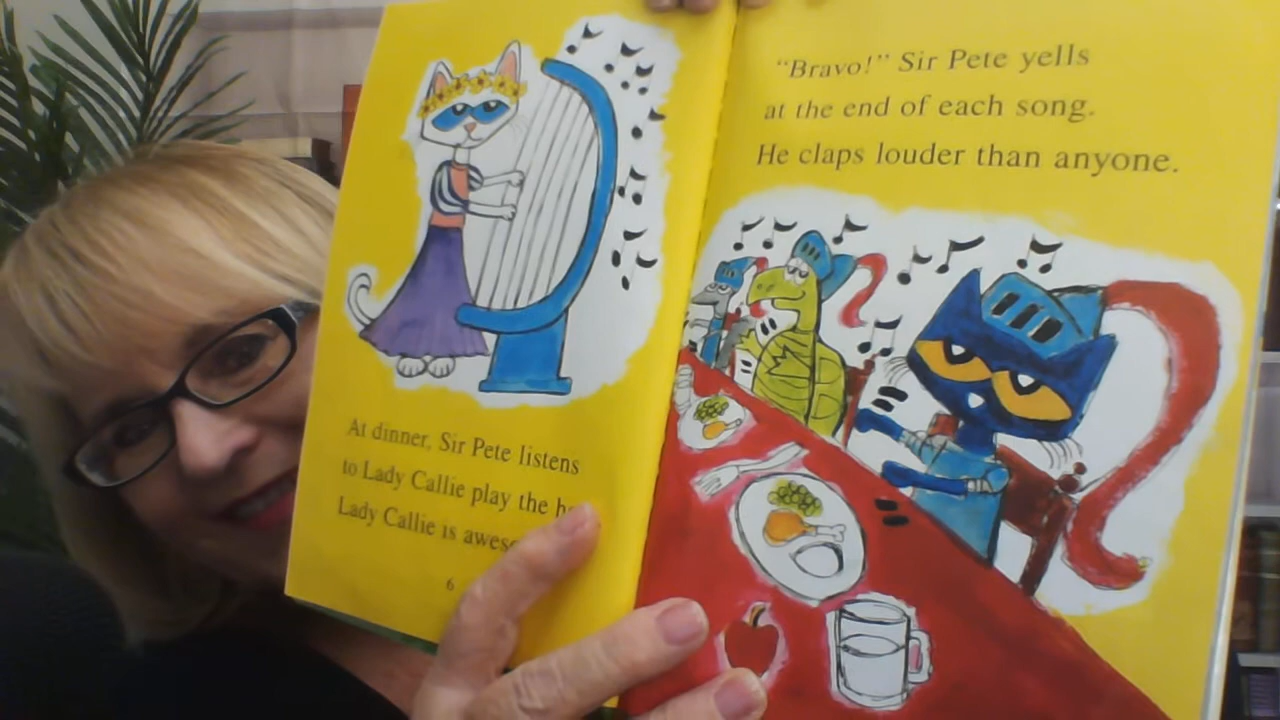 At dinner, Sir Pete listens
to Lady Callie play the
Lady Callie is
6
"Bravo!" Sir Pete yells
at the end of each song.
He claps louder than anyone.